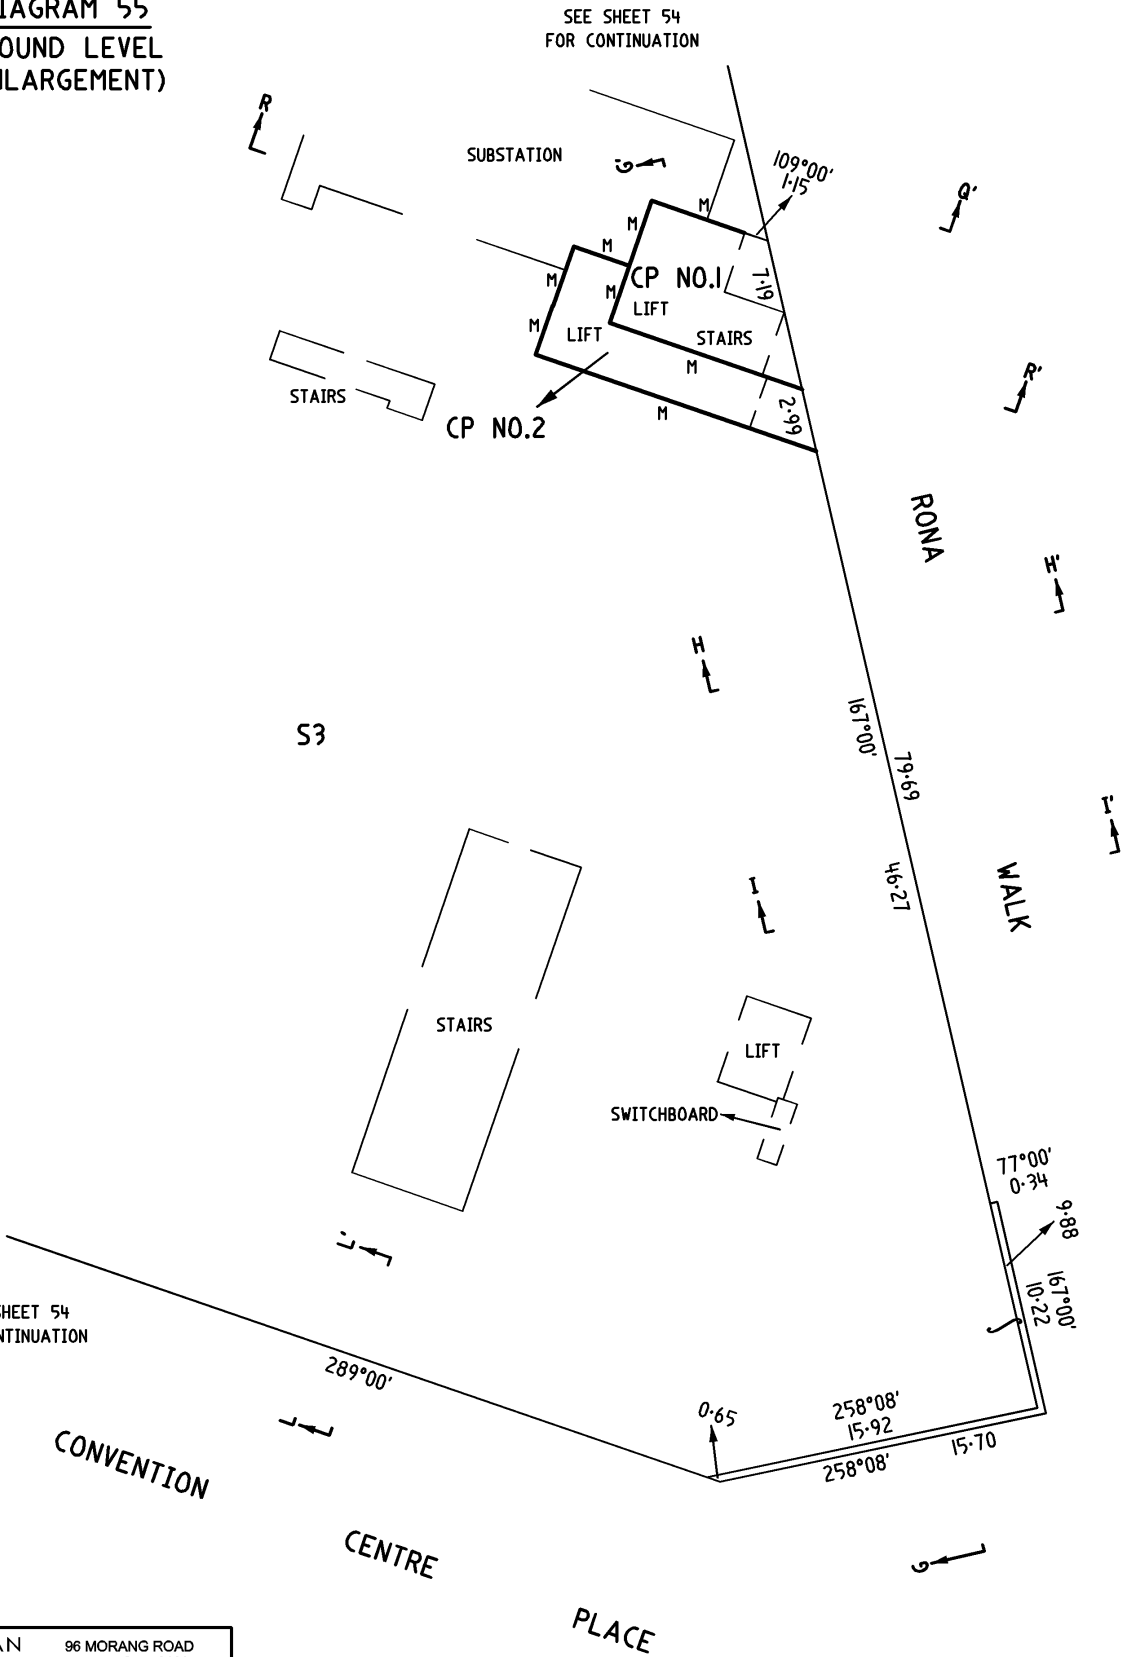 IAGRAM 55
OUND LEVEL
NLARGEMENT)
SEE SHEET 54
FOR CONTINUATION
R
SUBSTATION
G'
109°00'
1·15
Q'
M
M
M
CP NO.1
7·19
M
M
LIFT
M
LIFT
STAIRS
M
R'
STAIRS
2·99
M
CP NO.2
RONA
H'
H
S3
167°00'
79·69
I'
46·27
WALK
I
STAIRS
LIFT
SWITCHBOARD
77°00'
0·34
9·88
L'
167°00'
10·22
SHEET 54
NTINUATION
289°00'
0·65
258°08'
15·92
15·70
258°08'
L
CONVENTION
CENTRE
G
PLACE
AN 96 MORANG ROAD